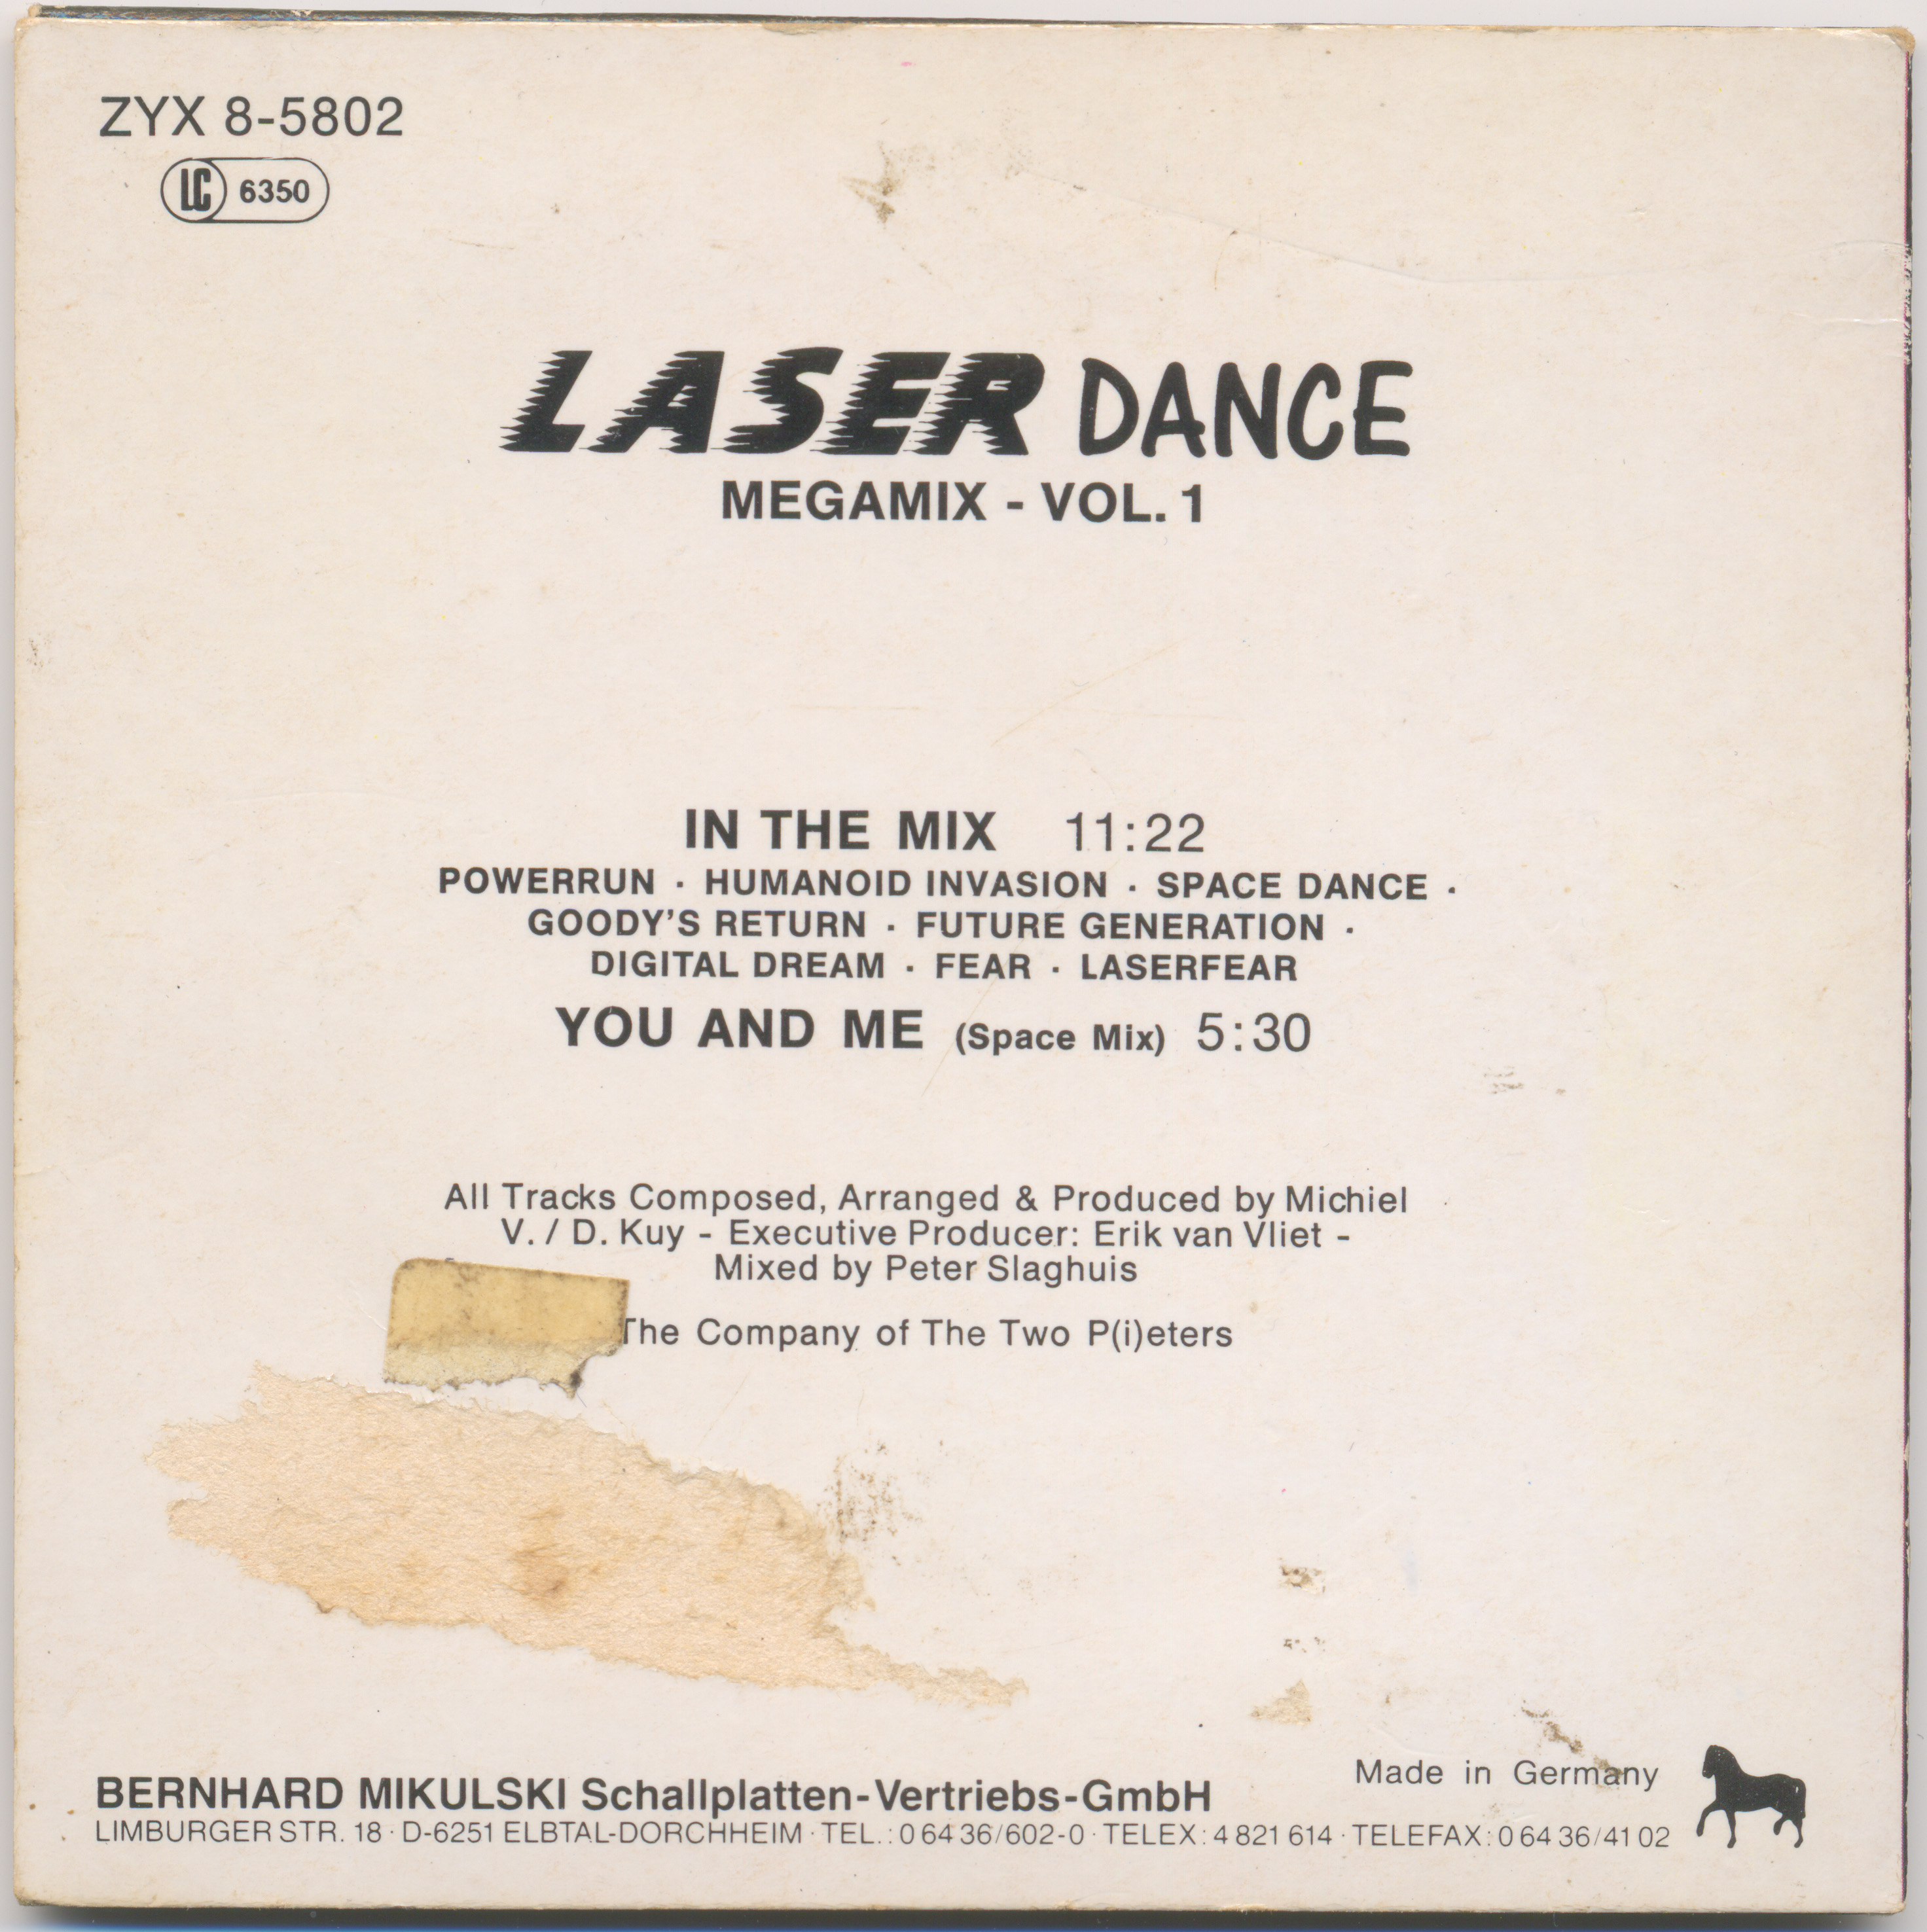 ZYX 8-5802
LC 6350
LASER DANCE
MEGAMIX - VOL. 1
IN THE MIX 11:22
POWERRUN · HUMANOID INVASION · SPACE DANCE ·
GOODY'S RETURN · FUTURE GENERATION ·
DIGITAL DREAM · FEAR · LASERFEAR
YOU AND ME (Space Mix) 5:30
All Tracks Composed, Arranged & Produced by Michiel
V. / D. Kuy - Executive Producer: Erik van Vliet -
Mixed by Peter Slaghuis
The Company of The Two P(i)eters
Made in Germany
BERNHARD MIKULSKI Schallplatten-Vertriebs-GmbH
LIMBURGER STR. 18 · D-6251 ELBTAL-DORCHHEIM · TEL.: 0 64 36/602-0 · TELEX: 4 821 614 · TELEFAX: 0 64 36/41 02